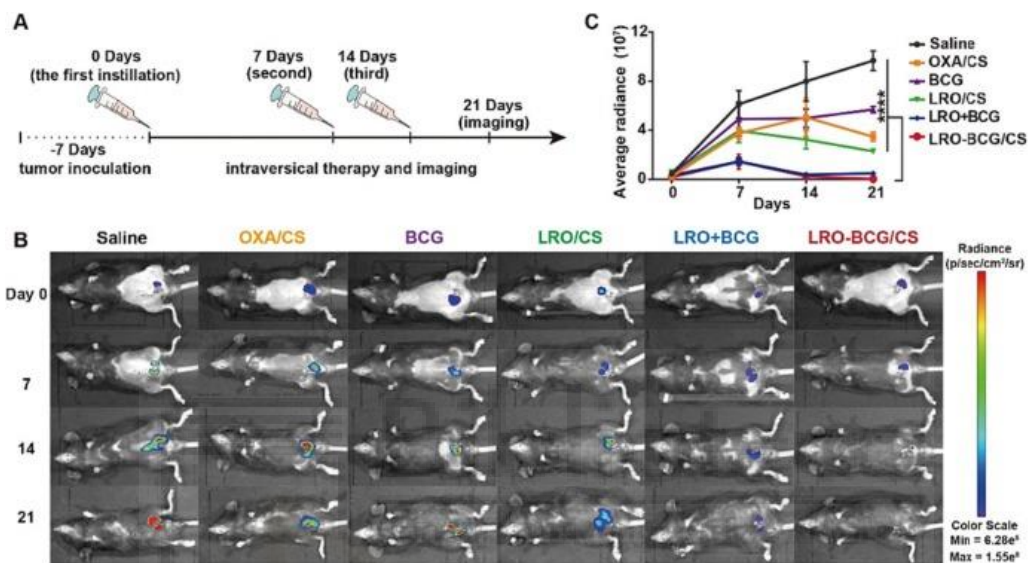 A
0 Days
(the first instillation)
7 Days
(second)
14 Days
(third)
21 Days
(imaging)
-7 Days
tumor inoculation
intraversical therapy and imaging
C
Average radiance (10⁷)
12
8
4
0
0
7
14
21
Days
****
Saline
OXA/CS
BCG
LRO/CS
LRO+BCG
LRO-BCG/CS
B
Saline
OXA/CS
BCG
LRO/CS
LRO+BCG
LRO-BCG/CS
Day 0
7
14
21
Radiance
(p/sec/cm²/sr)
Color Scale
Min = 6.28e⁶
Max = 1.55e⁸